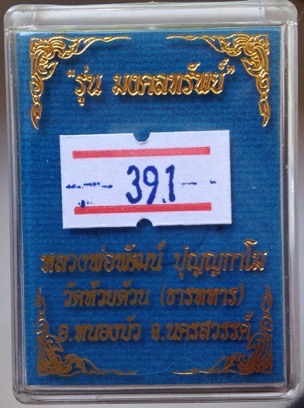 "รุ่น มงคลทรัพย์"
391
หลวงพ่อพัฒน์ ปุญฺญกาโม
วัดห้วยด้วน (ธารทหาร)
อ.หนองบัว จ.นครสวรรค์